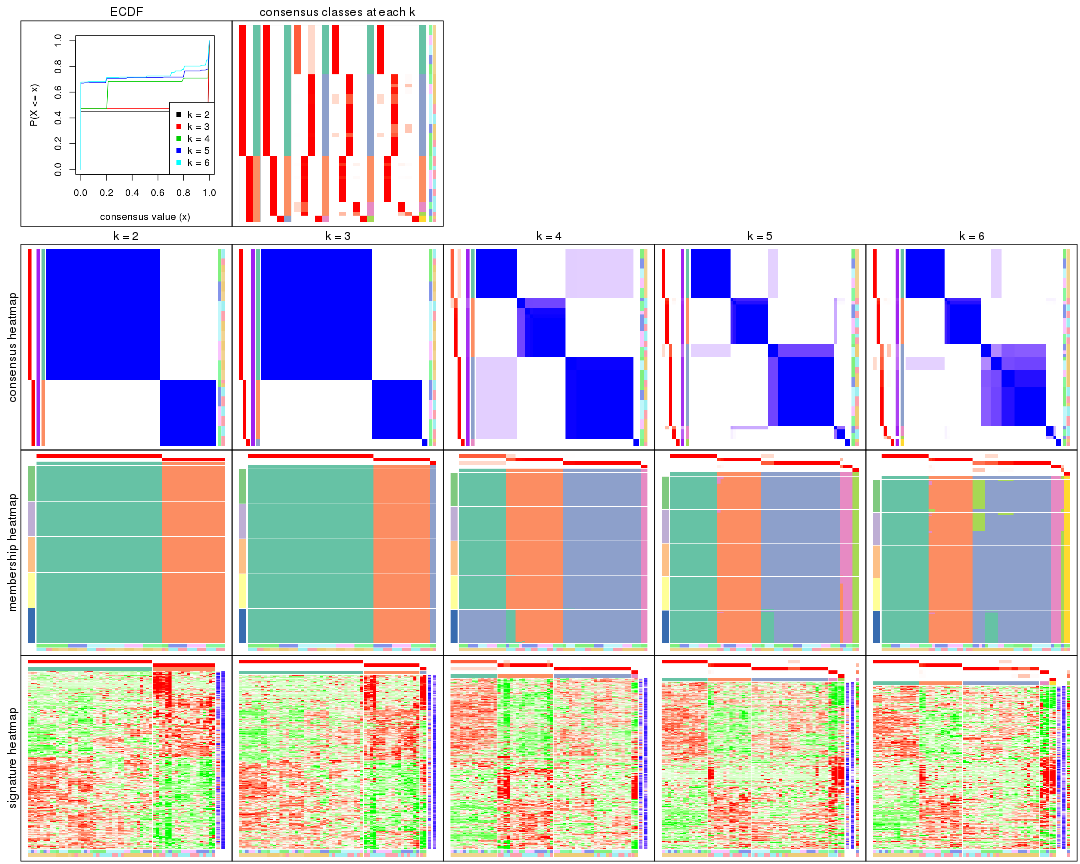 ECDF
consensus classes at each k
P(X <= x)
0.0 0.2 0.4 0.6 0.8 1.0
k = 2
k = 3
k = 4
k = 5
k = 6
0.0 0.2 0.4 0.6 0.8 1.0
consensus value (x)
k = 2
k = 3
k = 4
k = 5
k = 6
consensus heatmap
membership heatmap
signature heatmap